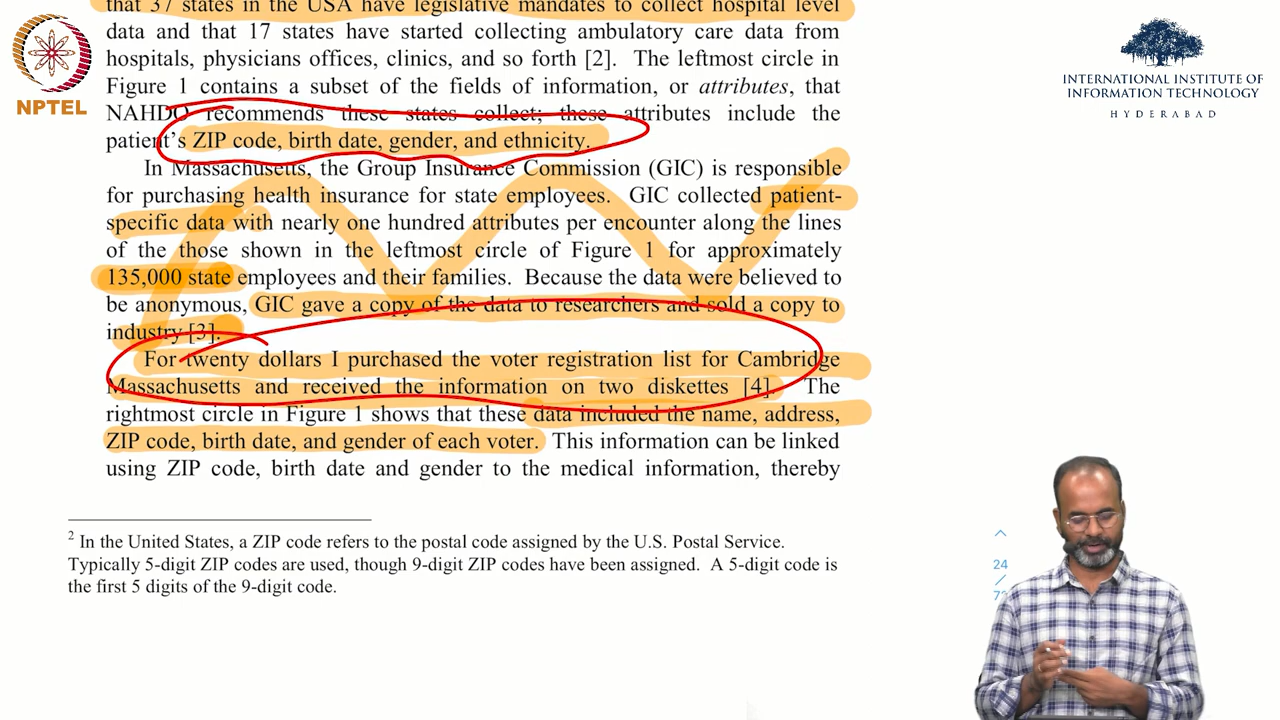 that 37 states in the USA have legislative mandates to collect hospital level
data and that 17 states have started collecting ambulatory care data from
hospitals, physicians offices, clinics, and so forth [2]. The leftmost circle in
Figure 1 contains a subset of the fields of information, or attributes, that
NAHDO recommends these states collect; these attributes include the
patient's ZIP code, birth date, gender, and ethnicity.
In Massachusetts, the Group Insurance Commission (GIC) is responsible
for purchasing health insurance for state employees. GIC collected patient-
specific data with nearly one hundred attributes per encounter along the lines
of the those shown in the leftmost circle of Figure 1 for approximately
135,000 state employees and their families. Because the data were believed to
be anonymous, GIC gave a copy of the data to researchers and sold a copy to
industry [3].
For twenty dollars I purchased the voter registration list for Cambridge
Massachusetts and received the information on two diskettes [4]. The
rightmost circle in Figure 1 shows that these data included the name, address,
ZIP code, birth date, and gender of each voter. This information can be linked
using ZIP code, birth date and gender to the medical information, thereby
2 In the United States, a ZIP code refers to the postal code assigned by the U.S. Postal Service.
Typically 5-digit ZIP codes are used, though 9-digit ZIP codes have been assigned. A 5-digit code is
the first 5 digits of the 9-digit code.
NPTEL
INTERNATIONAL INSTITUTE OF
INFORMATION TECHNOLOGY
HYDERABAD
24
/